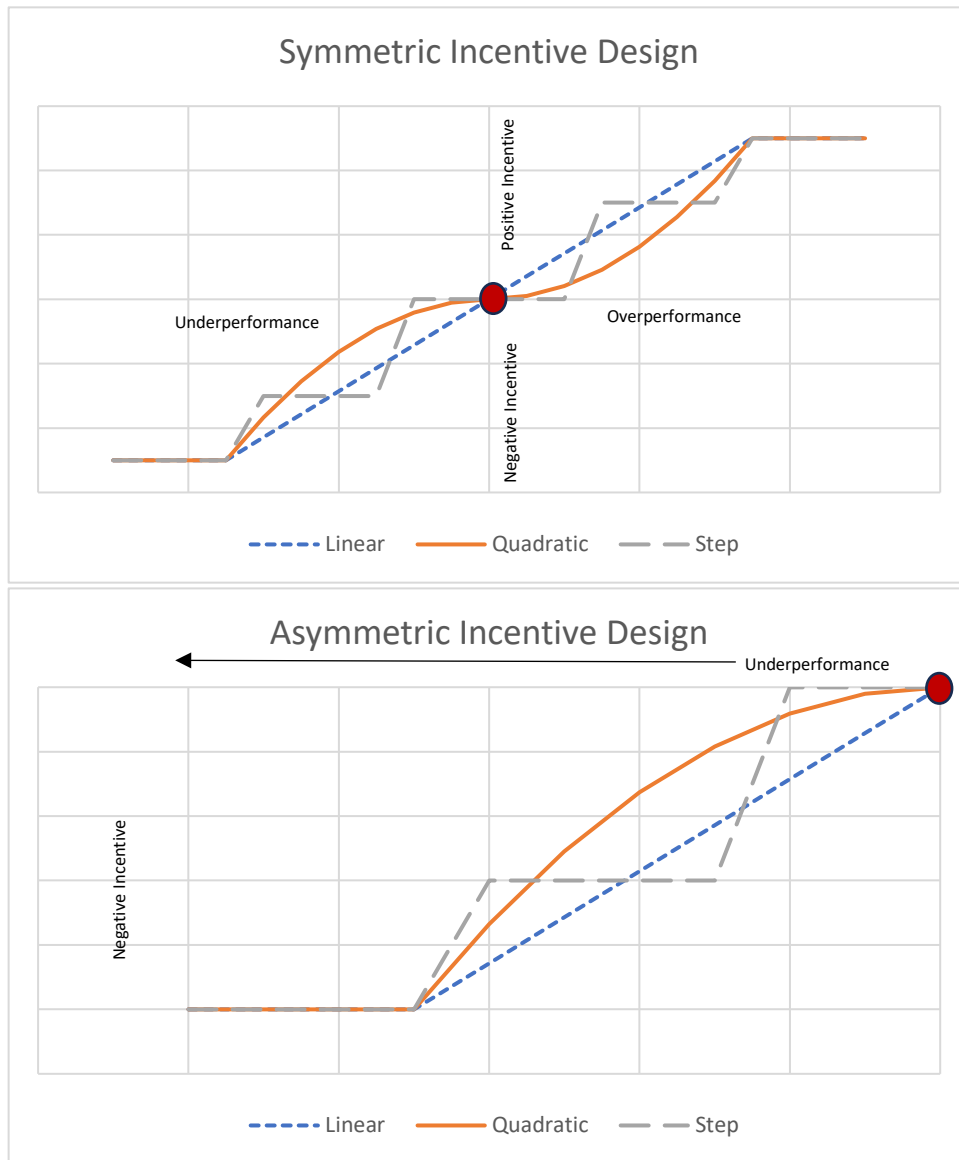 Symmetric Incentive Design
Positive Incentive
Underperformance
Overperformance
Negative Incentive
Linear
Quadratic
Step
Asymmetric Incentive Design
Underperformance
Negative Incentive
Linear
Quadratic
Step